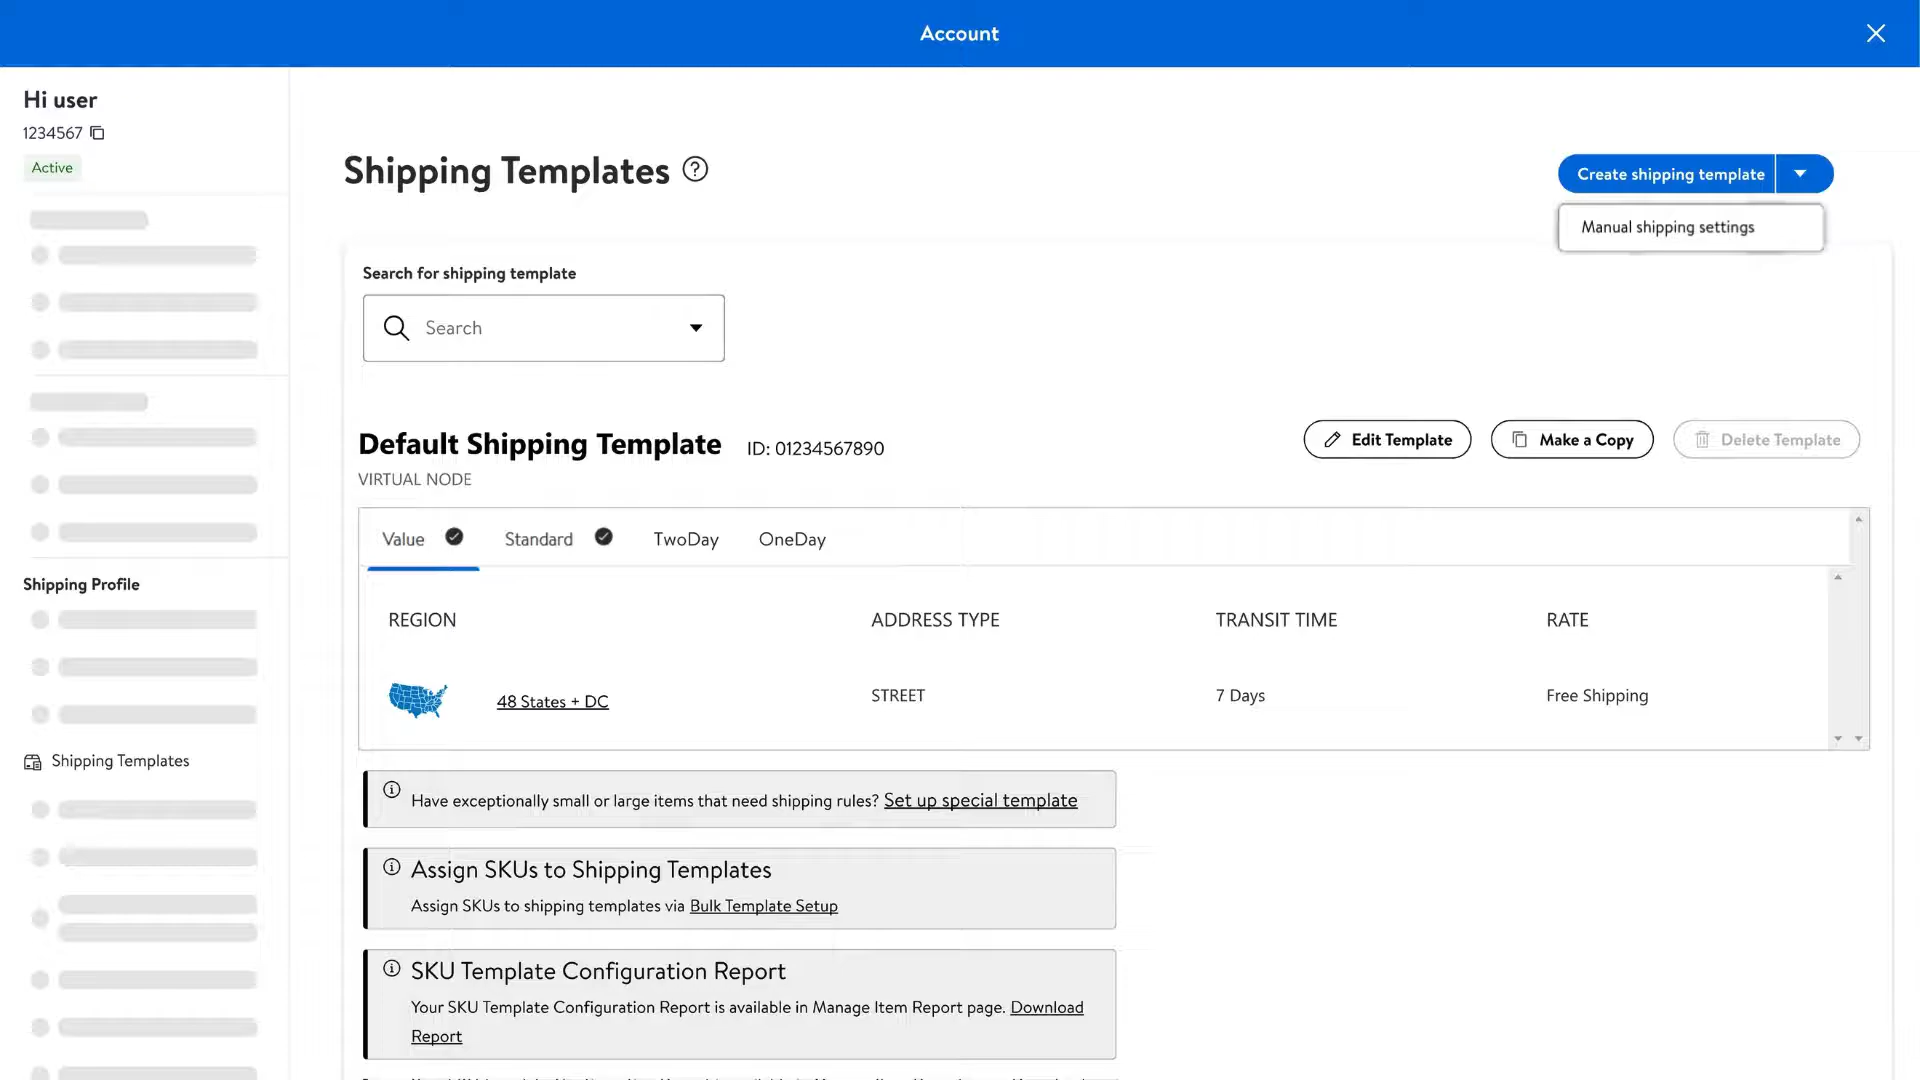 Account
Hi user
1234567
Active
Shipping Templates
Create shipping template
Manual shipping settings
Search for shipping template
Search
Default Shipping Template ID: 01234567890
Edit Template
Make a Copy
Delete Template
VIRTUAL NODE
Value
Standard
TwoDay
OneDay
REGION ADDRESS TYPE TRANSIT TIME RATE
48 States + DC STREET 7 Days Free Shipping
Shipping Profile
Shipping Templates
Have exceptionally small or large items that need shipping rules? Set up special template
Assign SKUs to Shipping Templates
Assign SKUs to shipping templates via Bulk Template Setup
SKU Template Configuration Report
Your SKU Template Configuration Report is available in Manage Item Report page. Download
Report